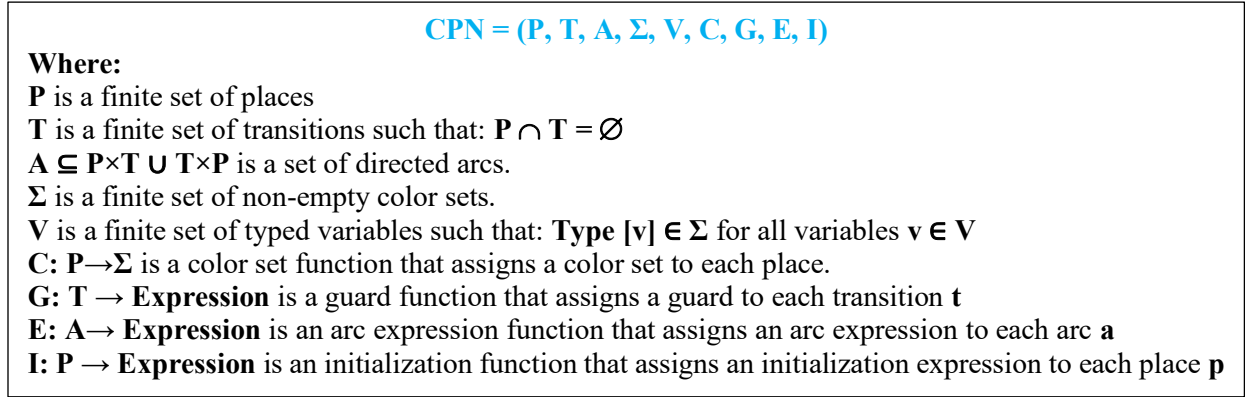 CPN = (P, T, A, Σ, V, C, G, E, I)
Where:
P is a finite set of places
T is a finite set of transitions such that: P ∩ T = ∅
A ⊆ P×T ∪ T×P is a set of directed arcs.
Σ is a finite set of non-empty color sets.
V is a finite set of typed variables such that: Type [v] ∈ Σ for all variables v ∈ V
C: P→Σ is a color set function that assigns a color set to each place.
G: T → Expression is a guard function that assigns a guard to each transition t
E: A→ Expression is an arc expression function that assigns an arc expression to each arc a
I: P → Expression is an initialization function that assigns an initialization expression to each place p